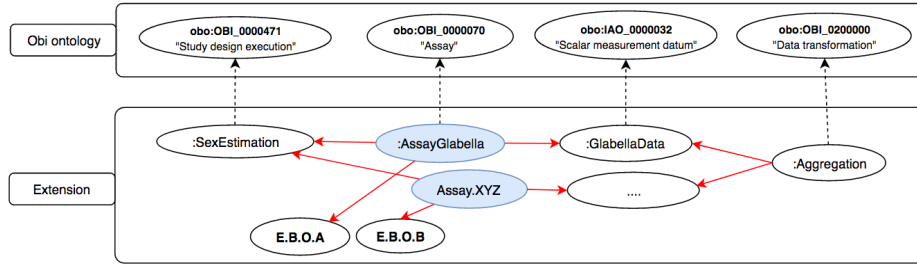 Obi ontology
obo:OBI_0000471
"Study design execution"
obo:OBI_0000070
"Assay"
obo:IAO_0000032
"Scalar measurement datum"
obo:OBI_0200000
"Data transformation"
Extension
:SexEstimation
:AssayGlabella
:GlabellaData
:Aggregation
Assay.XYZ
....
E.B.O.A
E.B.O.B